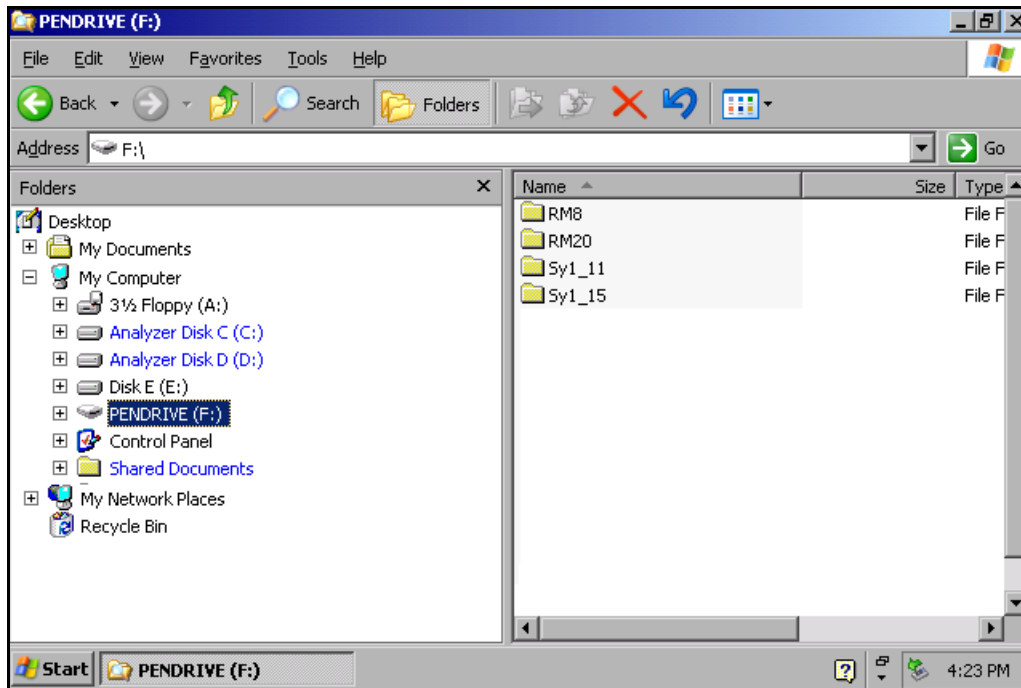 PENDRIVE (F:)
File Edit View Favorites Tools Help
Back Search Folders
Address F:\ Go
Folders
Name Size Type
Desktop
My Documents
My Computer
3½ Floppy (A:)
Analyzer Disk C (C:)
Analyzer Disk D (D:)
Disk E (E:)
PENDRIVE (F:)
Control Panel
Shared Documents
My Network Places
Recycle Bin
RM8 File F
RM20 File F
Sy1_11 File F
Sy1_15 File F
Start PENDRIVE (F:) 4:23 PM